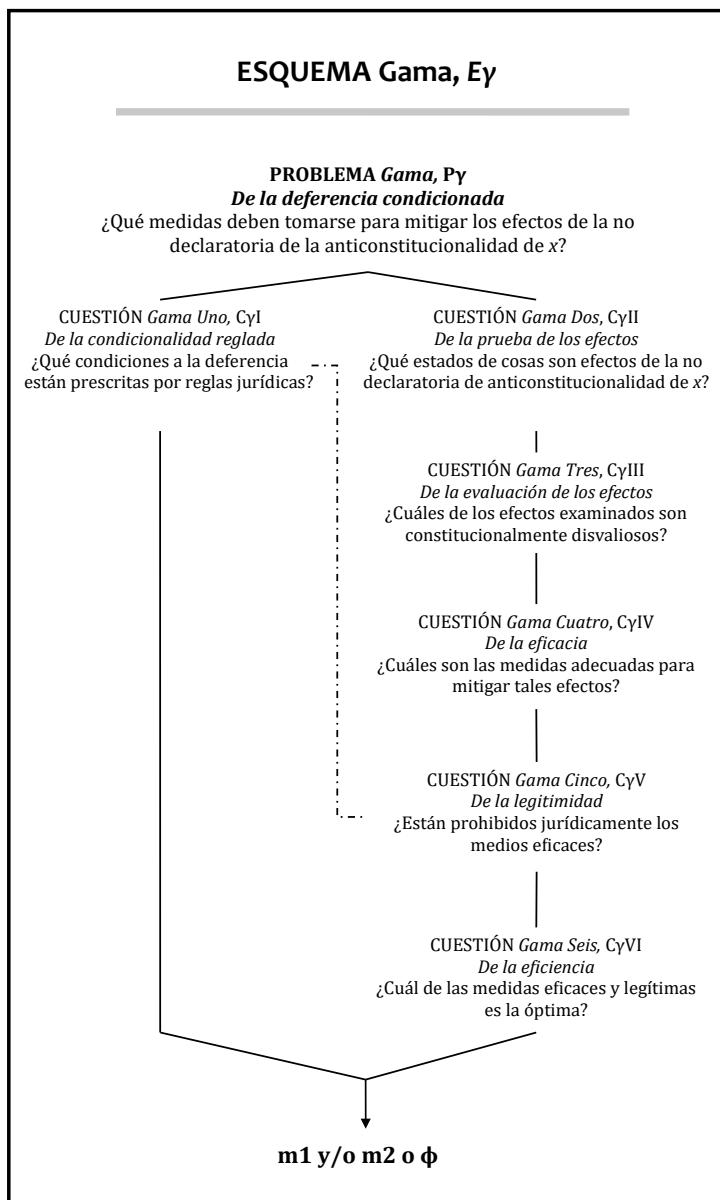 ESQUEMA Gama, Eγ
PROBLEMA Gama, Pγ
De la deferencia condicionada
¿Qué medidas deben tomarse para mitigar los efectos de la no
declaratoria de la anticonstitucionalidad de x?
CUESTIÓN Gama Uno, CγI
De la condicionalidad reglada
¿Qué condiciones a la deferencia
están prescritas por reglas jurídicas?
CUESTIÓN Gama Dos, CγII
De la prueba de los efectos
¿Qué estados de cosas son efectos de la no
declaratoria de anticonstitucionalidad de x?
CUESTIÓN Gama Tres, CγIII
De la evaluación de los efectos
¿Cuáles de los efectos examinados son
constitucionalmente disvaliosos?
CUESTIÓN Gama Cuatro, CγIV
De la eficacia
¿Cuáles son las medidas adecuadas para
mitigar tales efectos?
CUESTIÓN Gama Cinco, CγV
De la legitimidad
¿Están prohibidos jurídicamente los
medios eficaces?
CUESTIÓN Gama Seis, CγVI
De la eficiencia
¿Cuál de las medidas eficaces y legítimas
es la óptima?
m1 y/o m2 o ϕ